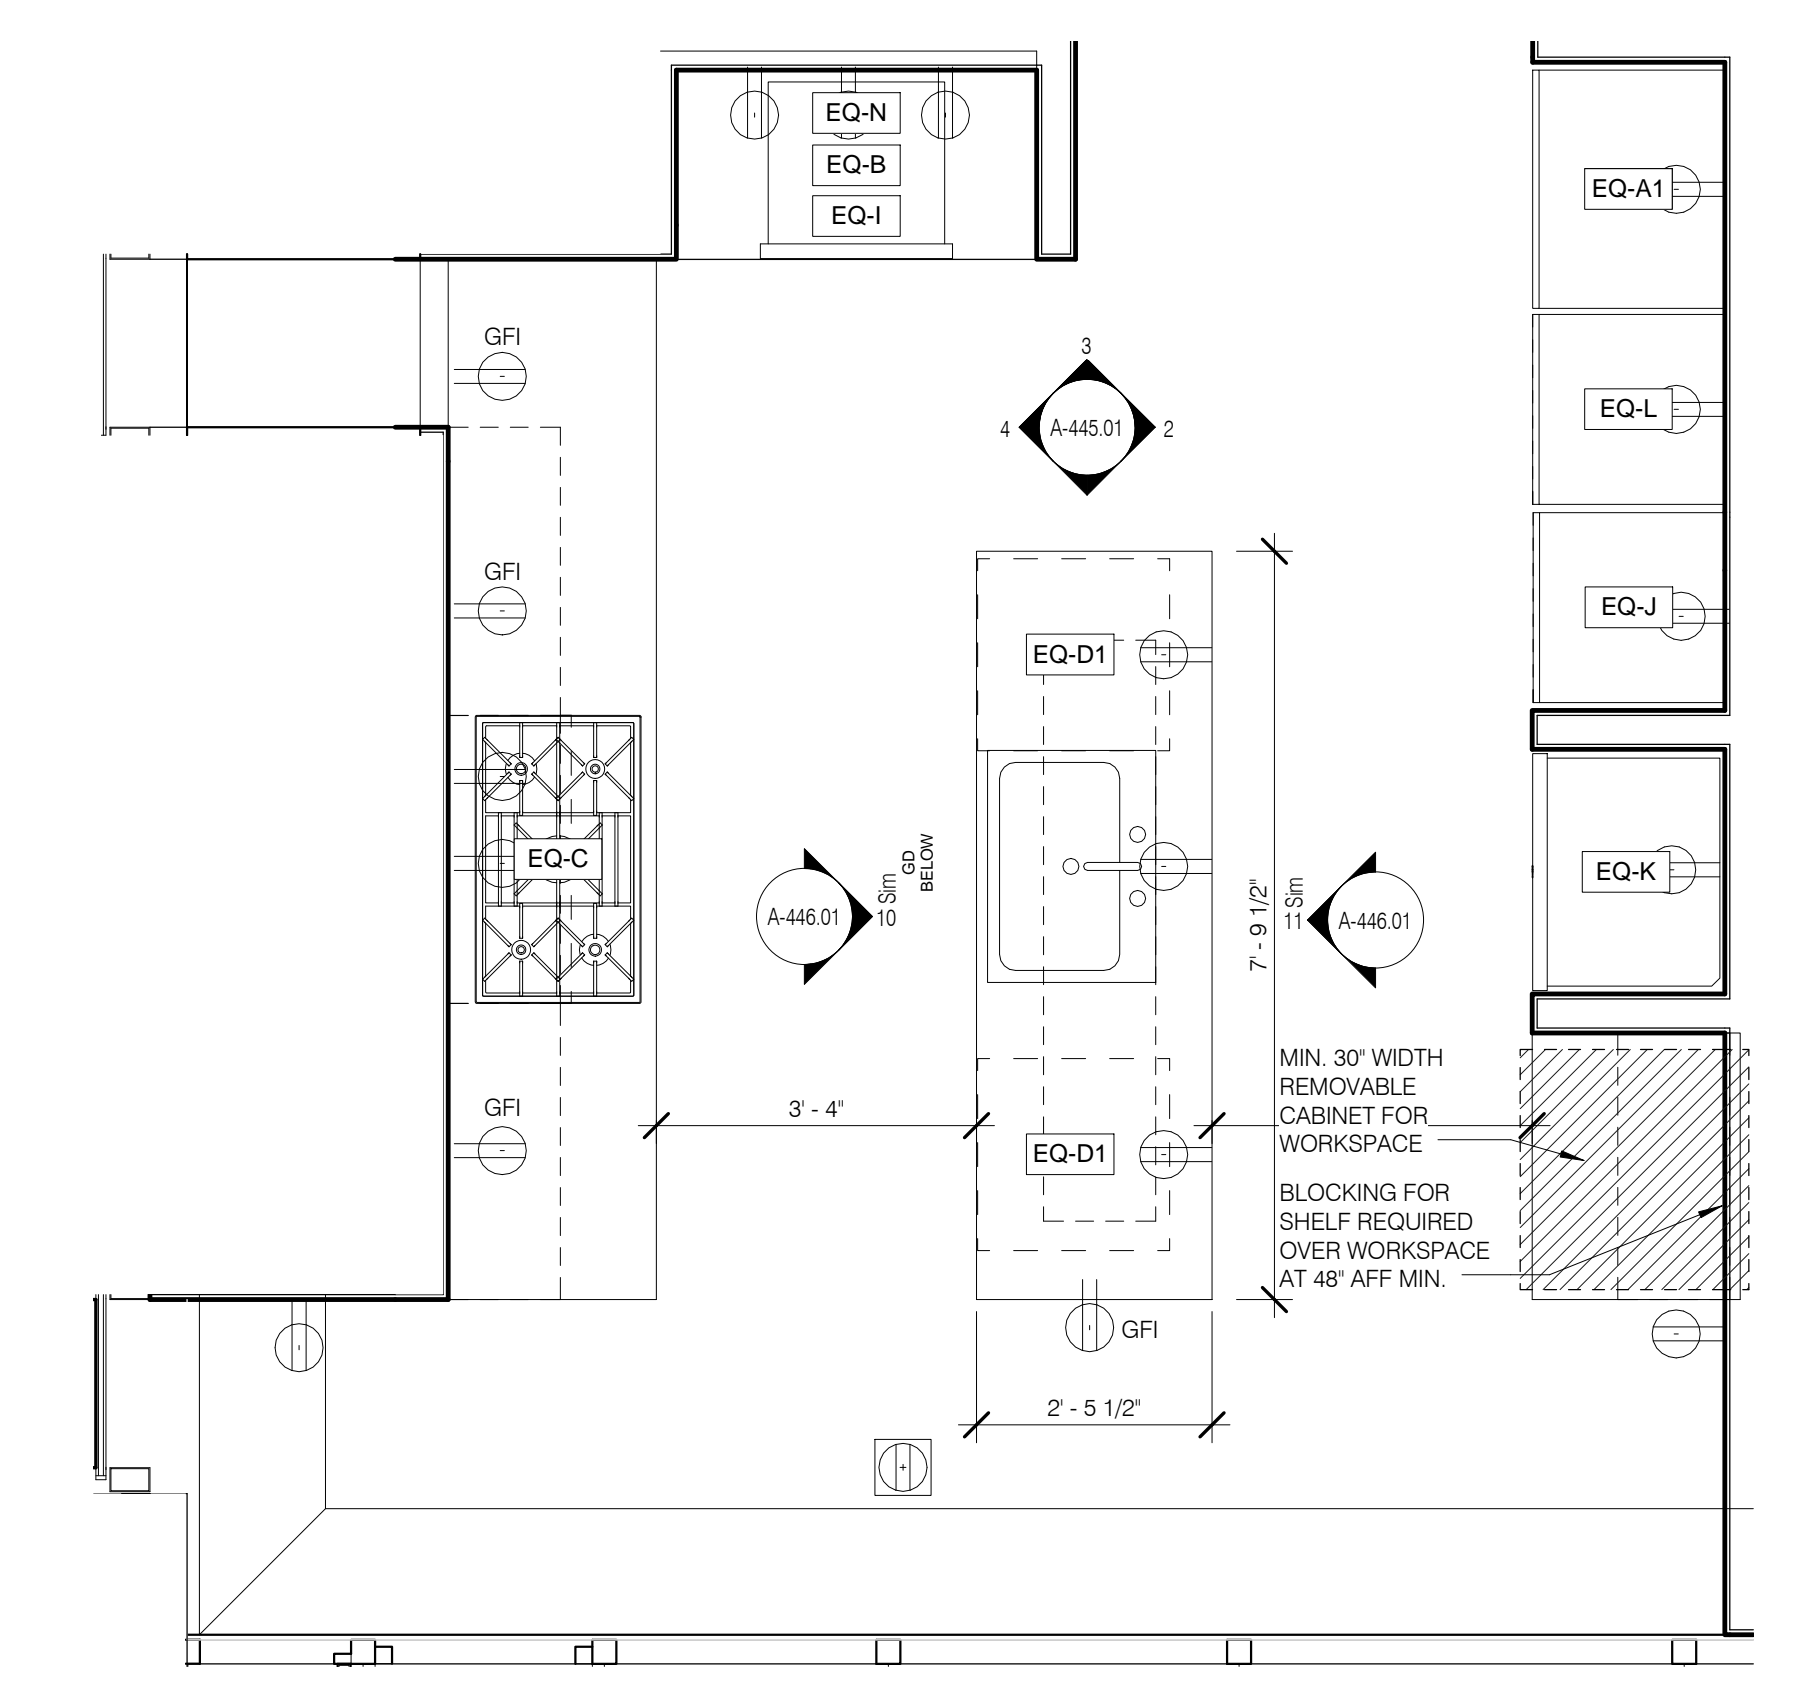 EQ-N
EQ-B
EQ-I
EQ-A1
GFI
3
4
A-445.01
2
EQ-L
GFI
EQ-J
EQ-D1
EQ-C
A-446.01
10
Sim
GD
BELOW
7' - 9 1/2"
11
Sim
A-446.01
EQ-K
MIN. 30" WIDTH
REMOVABLE
CABINET FOR
WORKSPACE
GFI
3' - 4"
EQ-D1
BLOCKING FOR
SHELF REQUIRED
OVER WORKSPACE
AT 48" AFF MIN.
GFI
2' - 5 1/2"